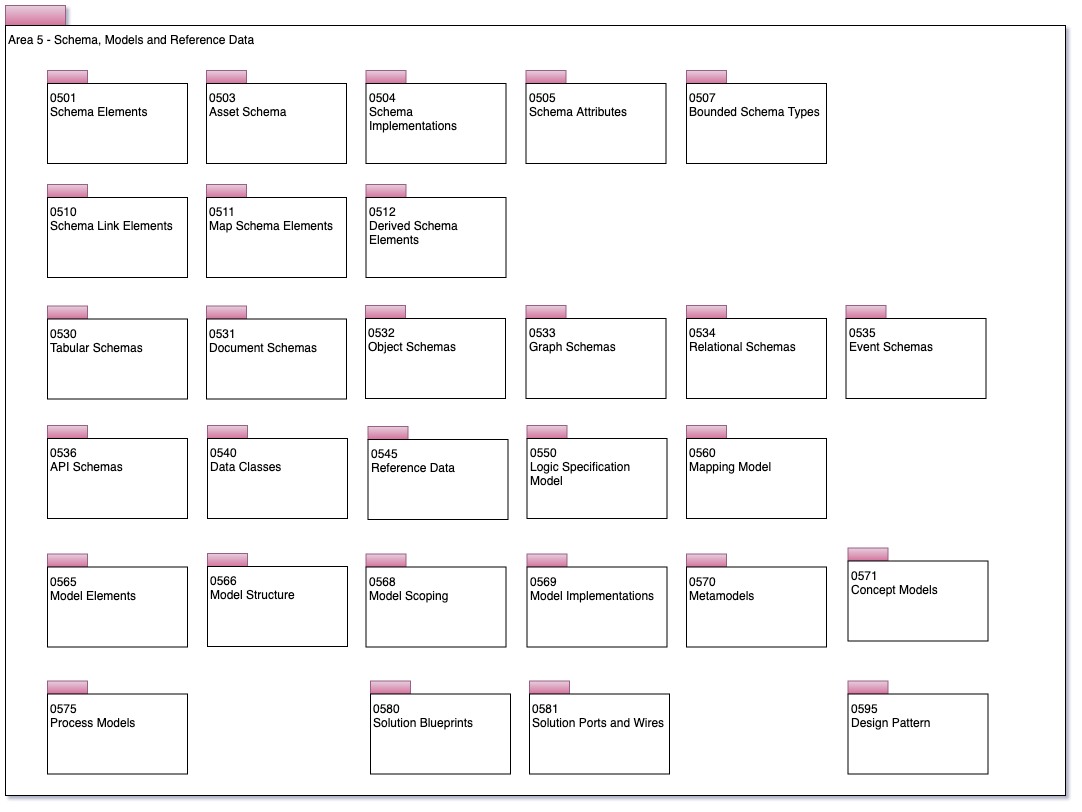 Area 5 - Schema, Models and Reference Data
0501
Schema Elements
0503
Asset Schema
0504
Schema
Implementations
0505
Schema Attributes
0507
Bounded Schema Types
0510
Schema Link Elements
0511
Map Schema Elements
0512
Derived Schema
Elements
0530
Tabular Schemas
0531
Document Schemas
0532
Object Schemas
0533
Graph Schemas
0534
Relational Schemas
0535
Event Schemas
0536
API Schemas
0540
Data Classes
0545
Reference Data
0550
Logic Specification
Model
0560
Mapping Model
0565
Model Elements
0566
Model Structure
0568
Model Scoping
0569
Model Implementations
0570
Metamodels
0571
Concept Models
0575
Process Models
0580
Solution Blueprints
0581
Solution Ports and Wires
0595
Design Pattern